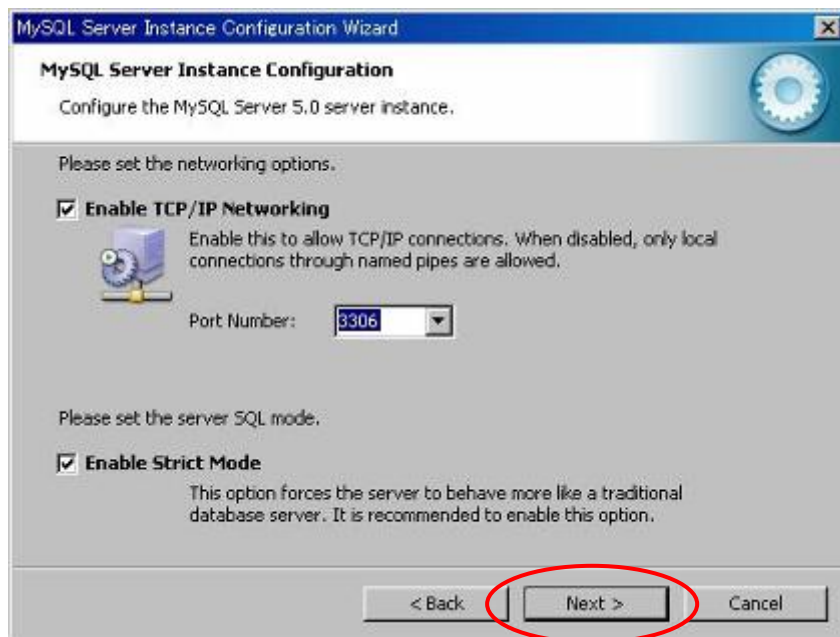 MySQL Server Instance Configuration Wizard
MySQL Server Instance Configuration
Configure the MySQL Server 5.0 server instance.
Please set the networking options.
Enable TCP/IP Networking
Enable this to allow TCP/IP connections. When disabled, only local
connections through named pipes are allowed.
Port Number: 3306
Please set the server SQL mode.
Enable Strict Mode
This option forces the server to behave more like a traditional
database server. It is recommended to enable this option.
< Back Next > Cancel